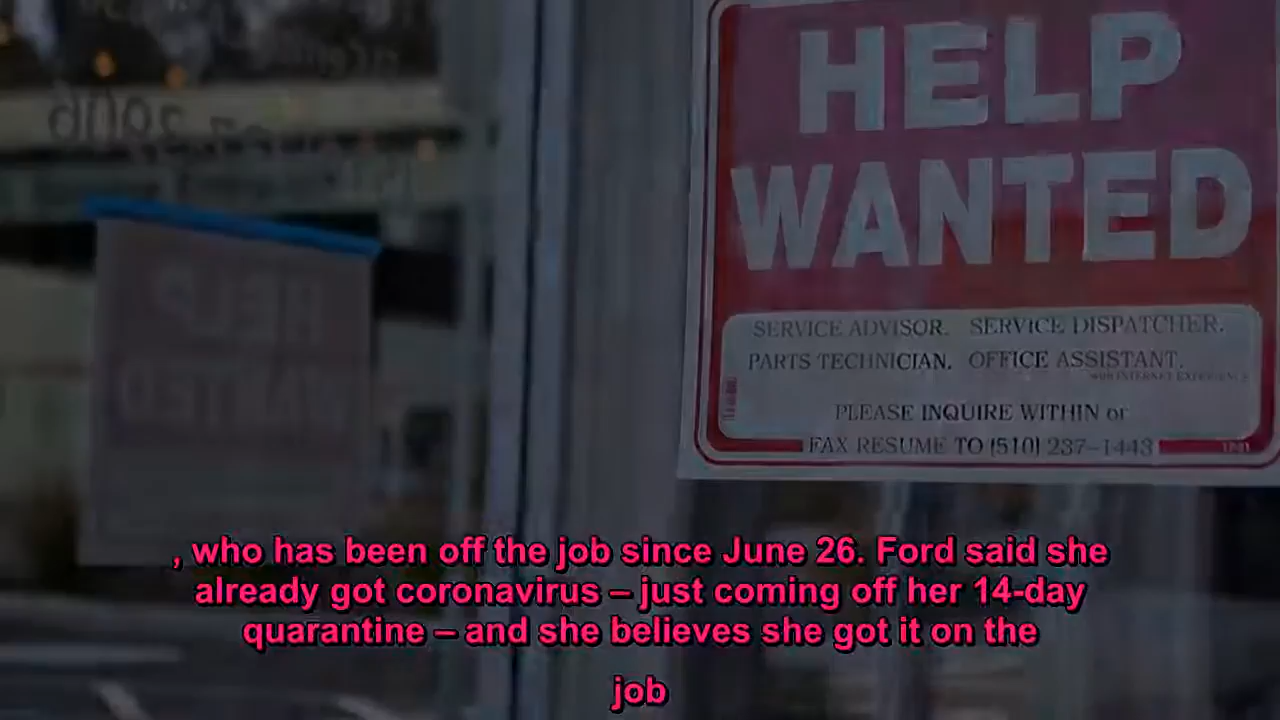 HELP
WANTED
SERVICE ADVISOR. SERVICE DISPATCHER.
PARTS TECHNICIAN. OFFICE ASSISTANT.
PLEASE INQUIRE WITHIN or
FAX RESUME TO (510) 237-1443
, who has been off the job since June 26. Ford said she
already got coronavirus – just coming off her 14-day
quarantine – and she believes she got it on the
job